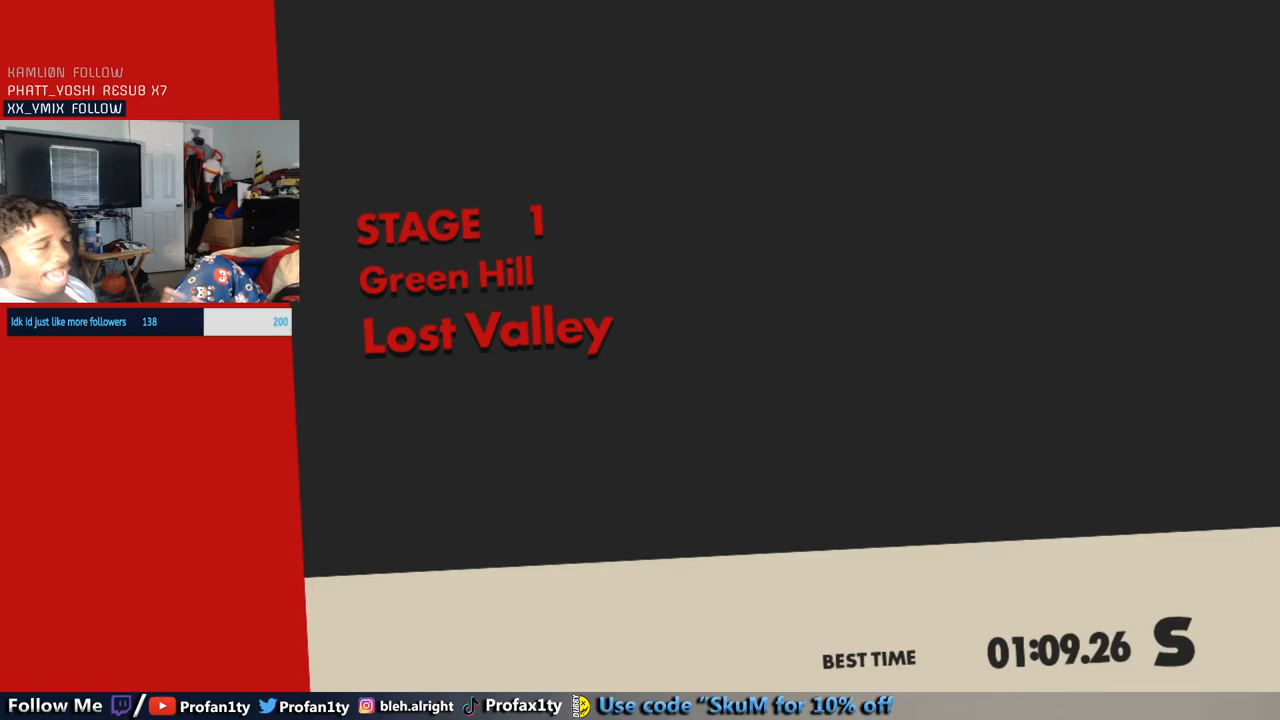 KAMLIØN FOLLOW
PHATT_YOSHI RESUB X7
XX_YMIX FOLLOW
Idk id just like more followers 138 200
STAGE 1
Green Hill
Lost Valley
BEST TIME 01:09.26 S
Follow Me / Profan1ty Profan1ty bleh.alright Profax1ty DUBBY Use code "SkuM for 10% off